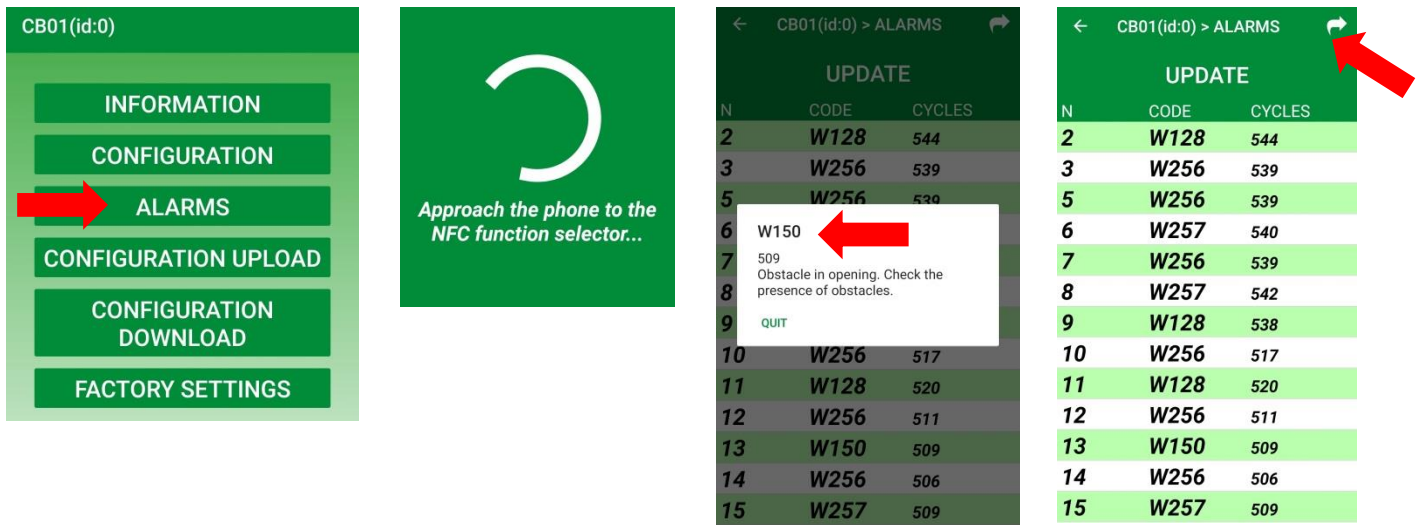 CB01(id:0)
INFORMATION
CONFIGURATION
ALARMS
CONFIGURATION UPLOAD
CONFIGURATION
DOWNLOAD
FACTORY SETTINGS
Approach the phone to the
NFC function selector...
← CB01(id:0) > ALARMS
UPDATE
N CODE CYCLES
2 W128 544
3 W256 539
5 W256 539
6
7
8
9
W150
509
Obstacle in opening. Check the
presence of obstacles.
QUIT
10 W256 517
11 W128 520
12 W256 511
13 W150 509
14 W256 506
15 W257 509
← CB01(id:0) > ALARMS
UPDATE
N CODE CYCLES
2 W128 544
3 W256 539
5 W256 539
6 W257 540
7 W256 539
8 W257 542
9 W128 538
10 W256 517
11 W128 520
12 W256 511
13 W150 509
14 W256 506
15 W257 509